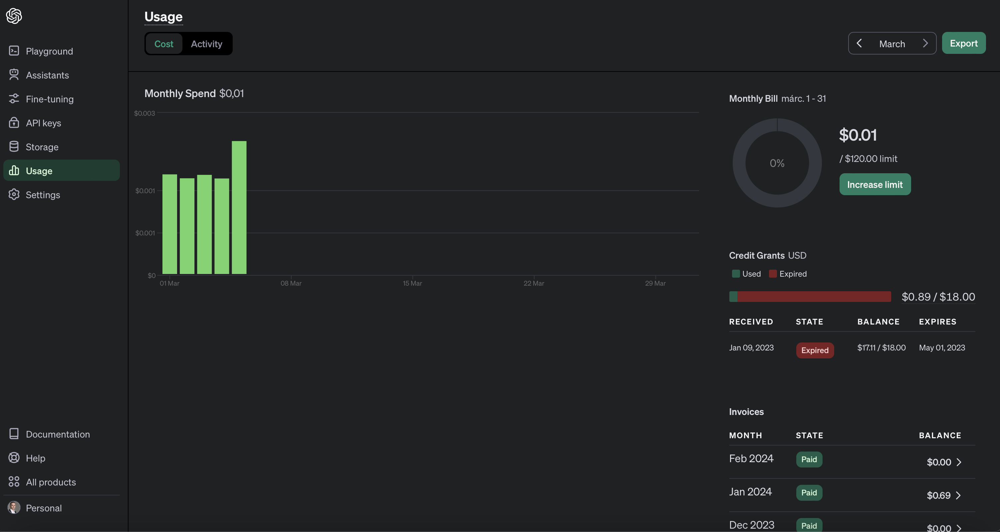 Playground
Assistants
Fine-tuning
API keys
Storage
Usage
Settings
Documentation
Help
All products
Personal
Usage
Cost Activity
March
Export
Monthly Spend $0,01
$0.003
$0.001
$0.001
$0
01 Mar 08 Mar 15 Mar 22 Mar 29 Mar
Monthly Bill márc. 1 - 31
0%
$0.01
/ $120.00 limit
Increase limit
Credit Grants USD
Used Expired
$0.89 / $18.00
RECEIVED STATE BALANCE EXPIRES
Jan 09, 2023 Expired $17.11 / $18.00 May 01, 2023
Invoices
MONTH STATE BALANCE
Feb 2024 Paid $0.00
Jan 2024 Paid $0.69
Dec 2023 Paid $0.00